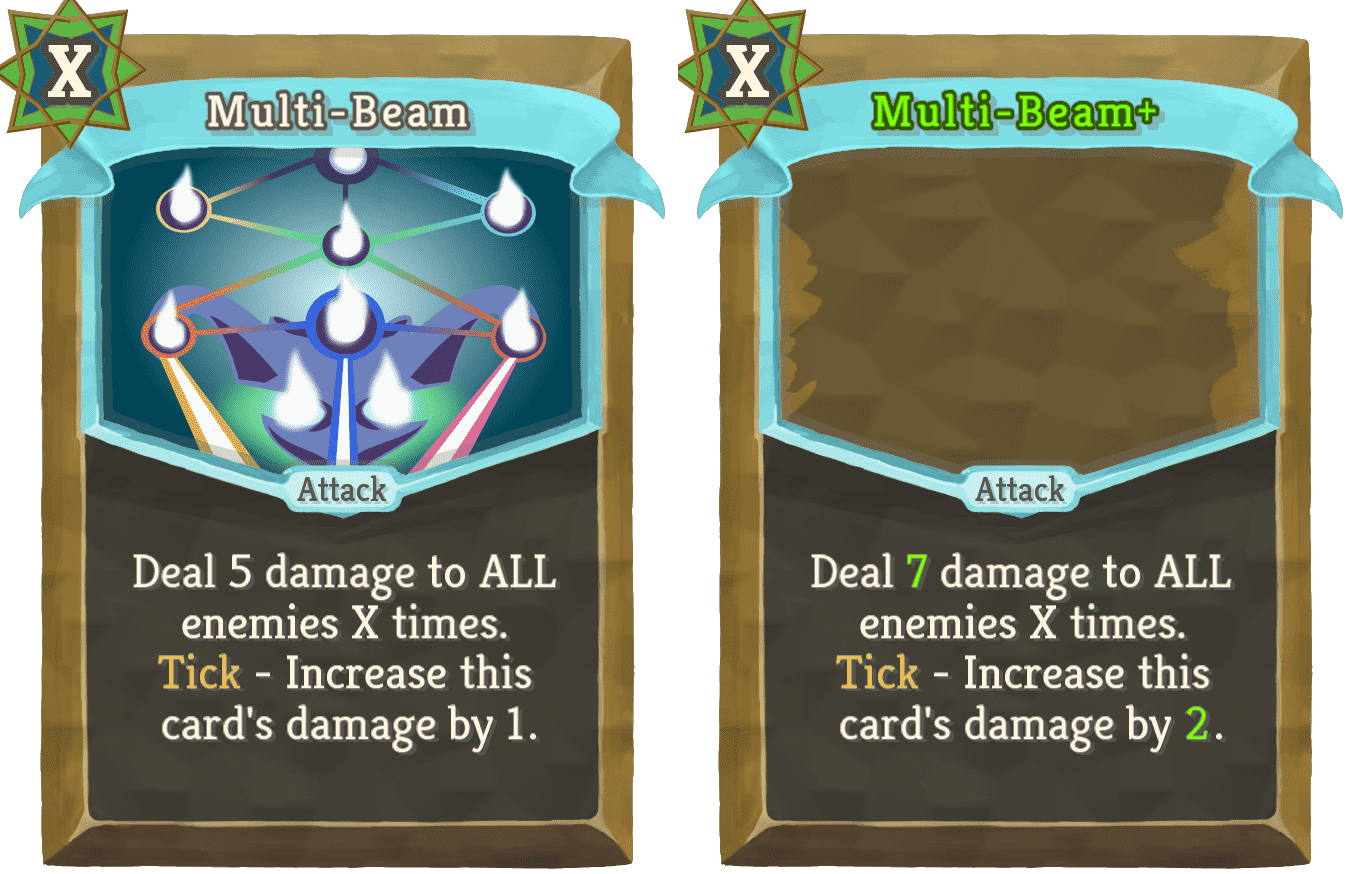 X
Multi-Beam
Attack
Deal 5 damage to ALL
enemies X times.
Tick - Increase this
card's damage by 1.
X
Multi-Beam+
Attack
Deal 7 damage to ALL
enemies X times.
Tick - Increase this
card's damage by 2.